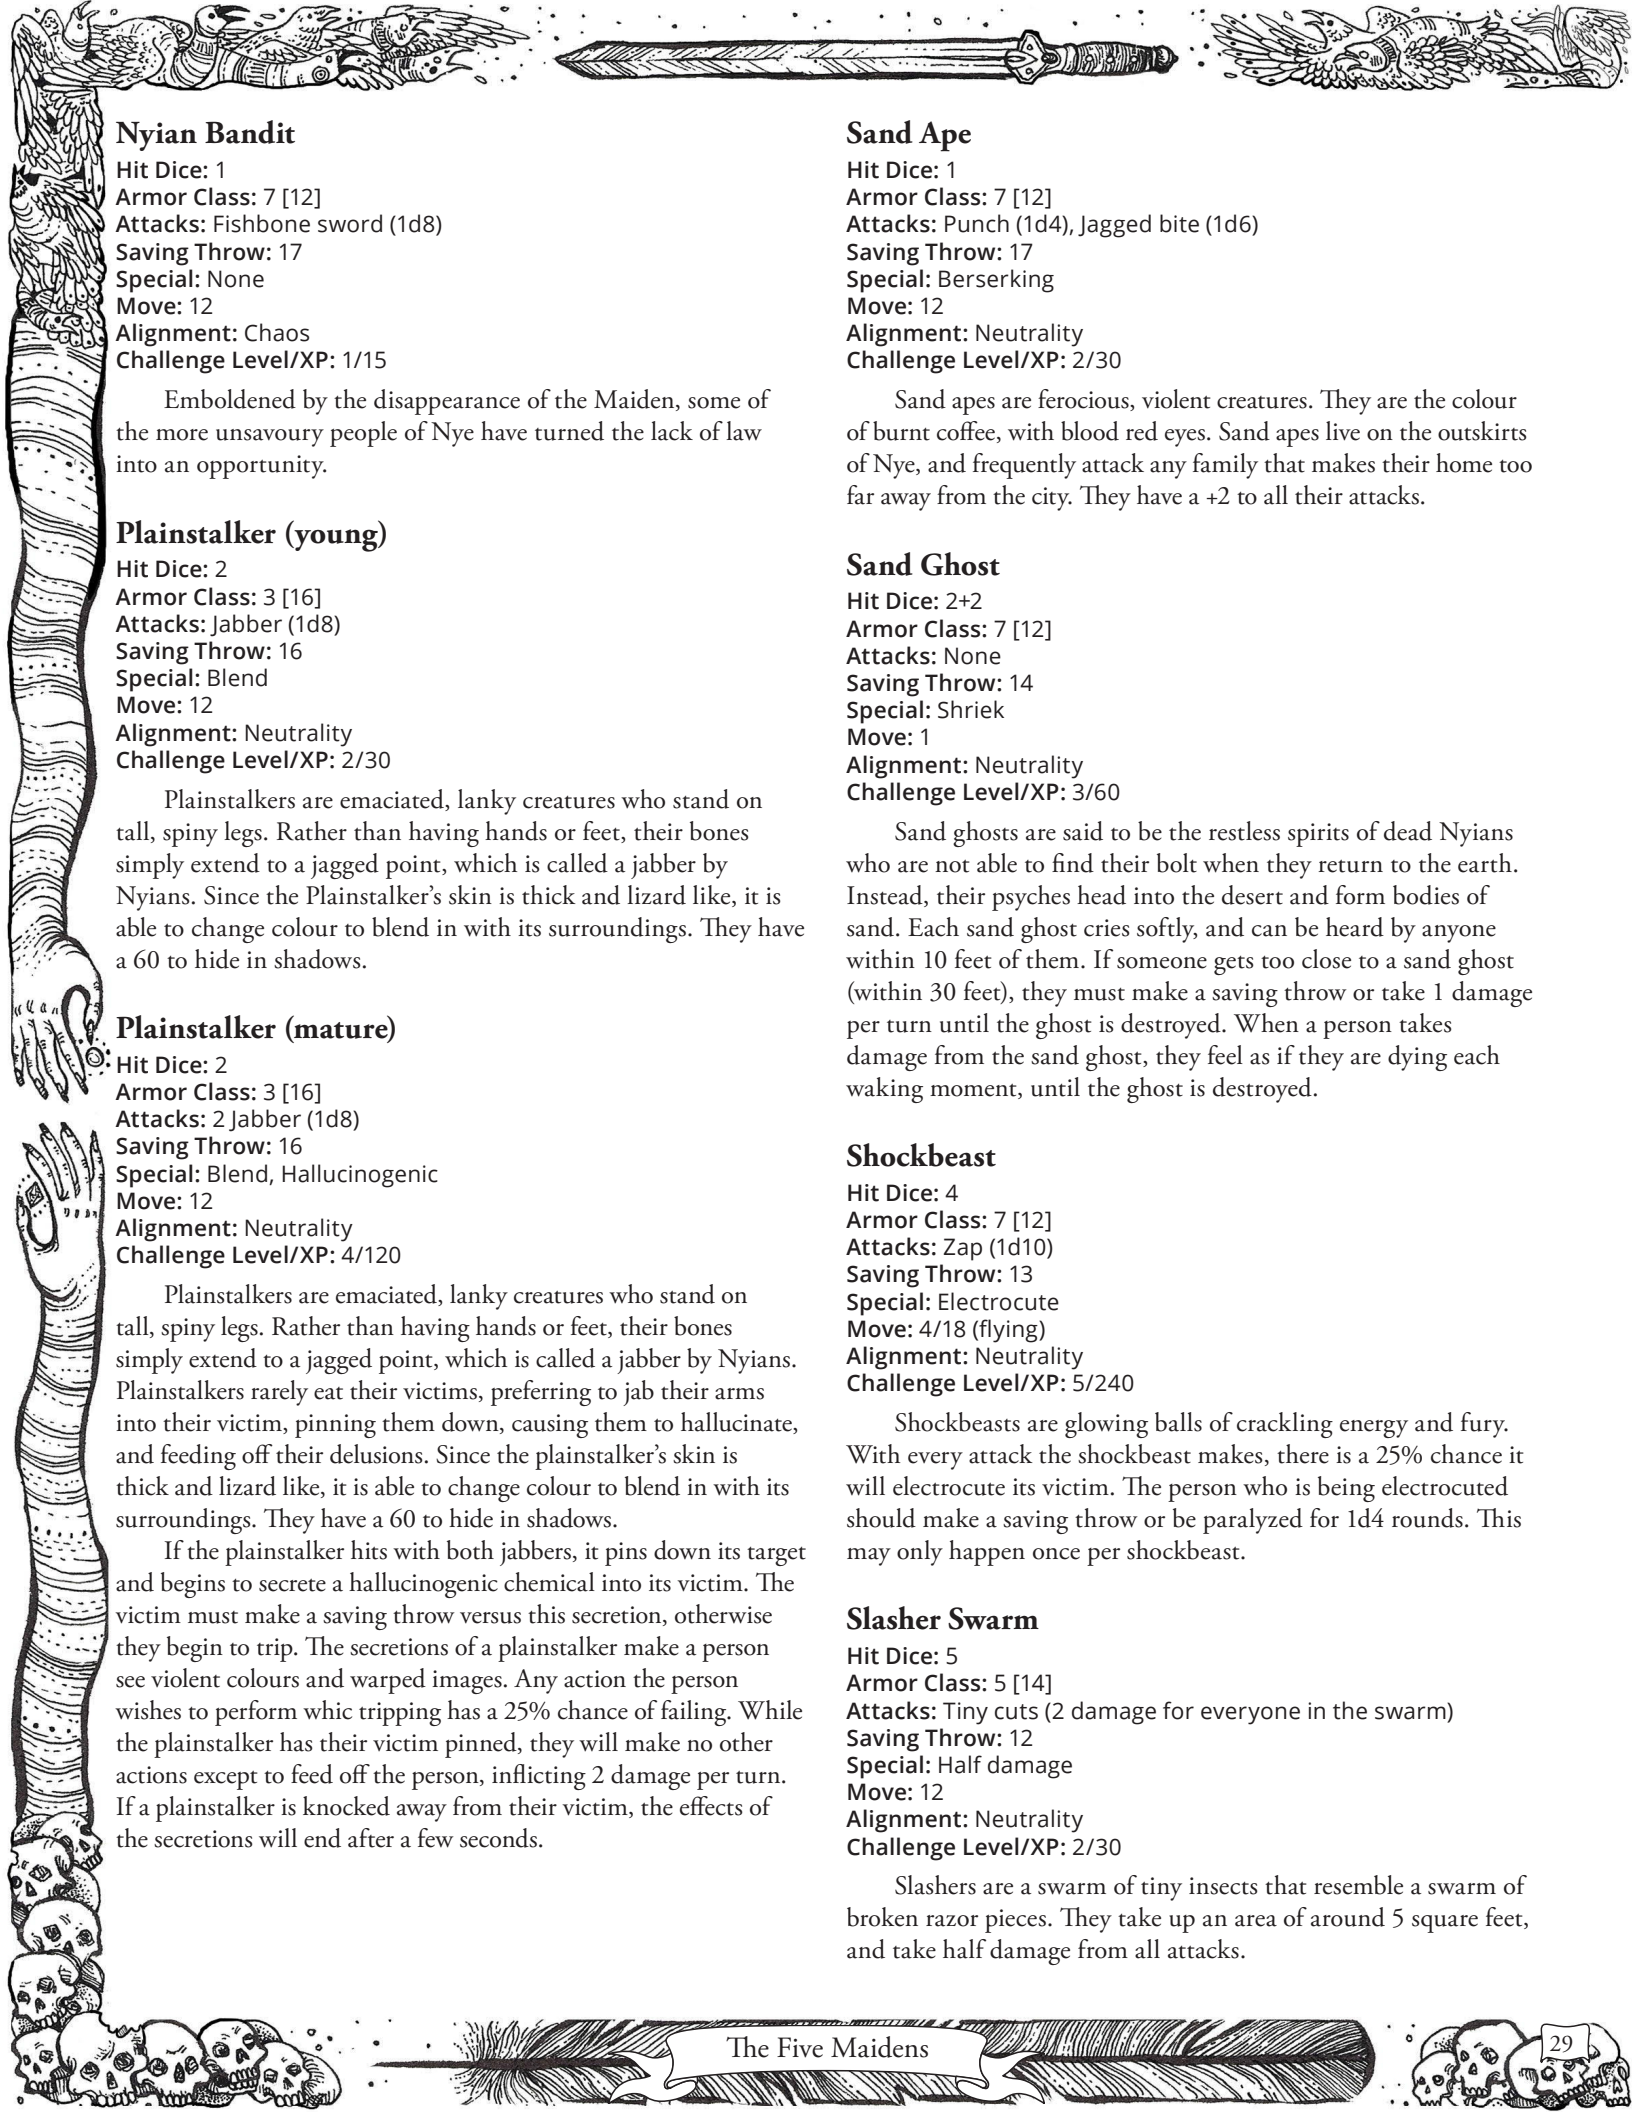 Nyian Bandit
Hit Dice: 1
Armor Class: 7 [12]
Attacks: Fishbone sword (1d8)
Saving Throw: 17
Special: None
Move: 12
Alignment: Chaos
Challenge Level/XP: 1/15
Emboldened by the disappearance of the Maiden, some of
the more unsavoury people of Nye have turned the lack of law
into an opportunity.
Plainstalker (young)
Hit Dice: 2
Armor Class: 3 [16]
Attacks: Jabber (1d8)
Saving Throw: 16
Special: Blend
Move: 12
Alignment: Neutrality
Challenge Level/XP: 2/30
Plainstalkers are emaciated, lanky creatures who stand on
tall, spiny legs. Rather than having hands or feet, their bones
simply extend to a jagged point, which is called a jabber by
Nyians. Since the Plainstalker’s skin is thick and lizard like, it is
able to change colour to blend in with its surroundings. They have
a 60 to hide in shadows.
Plainstalker (mature)
Hit Dice: 2
Armor Class: 3 [16]
Attacks: 2 Jabber (1d8)
Saving Throw: 16
Special: Blend, Hallucinogenic
Move: 12
Alignment: Neutrality
Challenge Level/XP: 4/120
Plainstalkers are emaciated, lanky creatures who stand on
tall, spiny legs. Rather than having hands or feet, their bones
simply extend to a jagged point, which is called a jabber by Nyians.
Plainstalkers rarely eat their victims, preferring to jab their arms
into their victim, pinning them down, causing them to hallucinate,
and feeding off their delusions. Since the plainstalker’s skin is
thick and lizard like, it is able to change colour to blend in with its
surroundings. They have a 60 to hide in shadows.
If the plainstalker hits with both jabbers, it pins down its target
and begins to secrete a hallucinogenic chemical into its victim. The
victim must make a saving throw versus this secretion, otherwise
they begin to trip. The secretions of a plainstalker make a person
see violent colours and warped images. Any action the person
wishes to perform whic tripping has a 25% chance of failing. While
the plainstalker has their victim pinned, they will make no other
actions except to feed off the person, inflicting 2 damage per turn.
If a plainstalker is knocked away from their victim, the effects of
the secretions will end after a few seconds.
Sand Ape
Hit Dice: 1
Armor Class: 7 [12]
Attacks: Punch (1d4), Jagged bite (1d6)
Saving Throw: 17
Special: Berserking
Move: 12
Alignment: Neutrality
Challenge Level/XP: 2/30
Sand apes are ferocious, violent creatures. They are the colour
of burnt coffee, with blood red eyes. Sand apes live on the outskirts
of Nye, and frequently attack any family that makes their home too
far away from the city. They have a +2 to all their attacks.
Sand Ghost
Hit Dice: 2+2
Armor Class: 7 [12]
Attacks: None
Saving Throw: 14
Special: Shriek
Move: 1
Alignment: Neutrality
Challenge Level/XP: 3/60
Sand ghosts are said to be the restless spirits of dead Nyians
who are not able to find their bolt when they return to the earth.
Instead, their psyches head into the desert and form bodies of
sand. Each sand ghost cries softly, and can be heard by anyone
within 10 feet of them. If someone gets too close to a sand ghost
(within 30 feet), they must make a saving throw or take 1 damage
per turn until the ghost is destroyed. When a person takes
damage from the sand ghost, they feel as if they are dying each
waking moment, until the ghost is destroyed.
Shockbeast
Hit Dice: 4
Armor Class: 7 [12]
Attacks: Zap (1d10)
Saving Throw: 13
Special: Electrocute
Move: 4/18 (flying)
Alignment: Neutrality
Challenge Level/XP: 5/240
Shockbeasts are glowing balls of crackling energy and fury.
With every attack the shockbeast makes, there is a 25% chance it
will electrocute its victim. The person who is being electrocuted
should make a saving throw or be paralyzed for 1d4 rounds. This
may only happen once per shockbeast.
Slasher Swarm
Hit Dice: 5
Armor Class: 5 [14]
Attacks: Tiny cuts (2 damage for everyone in the swarm)
Saving Throw: 12
Special: Half damage
Move: 12
Alignment: Neutrality
Challenge Level/XP: 2/30
Slashers are a swarm of tiny insects that resemble a swarm of
broken razor pieces. They take up an area of around 5 square feet,
and take half damage from all attacks.
The Five Maidens
29